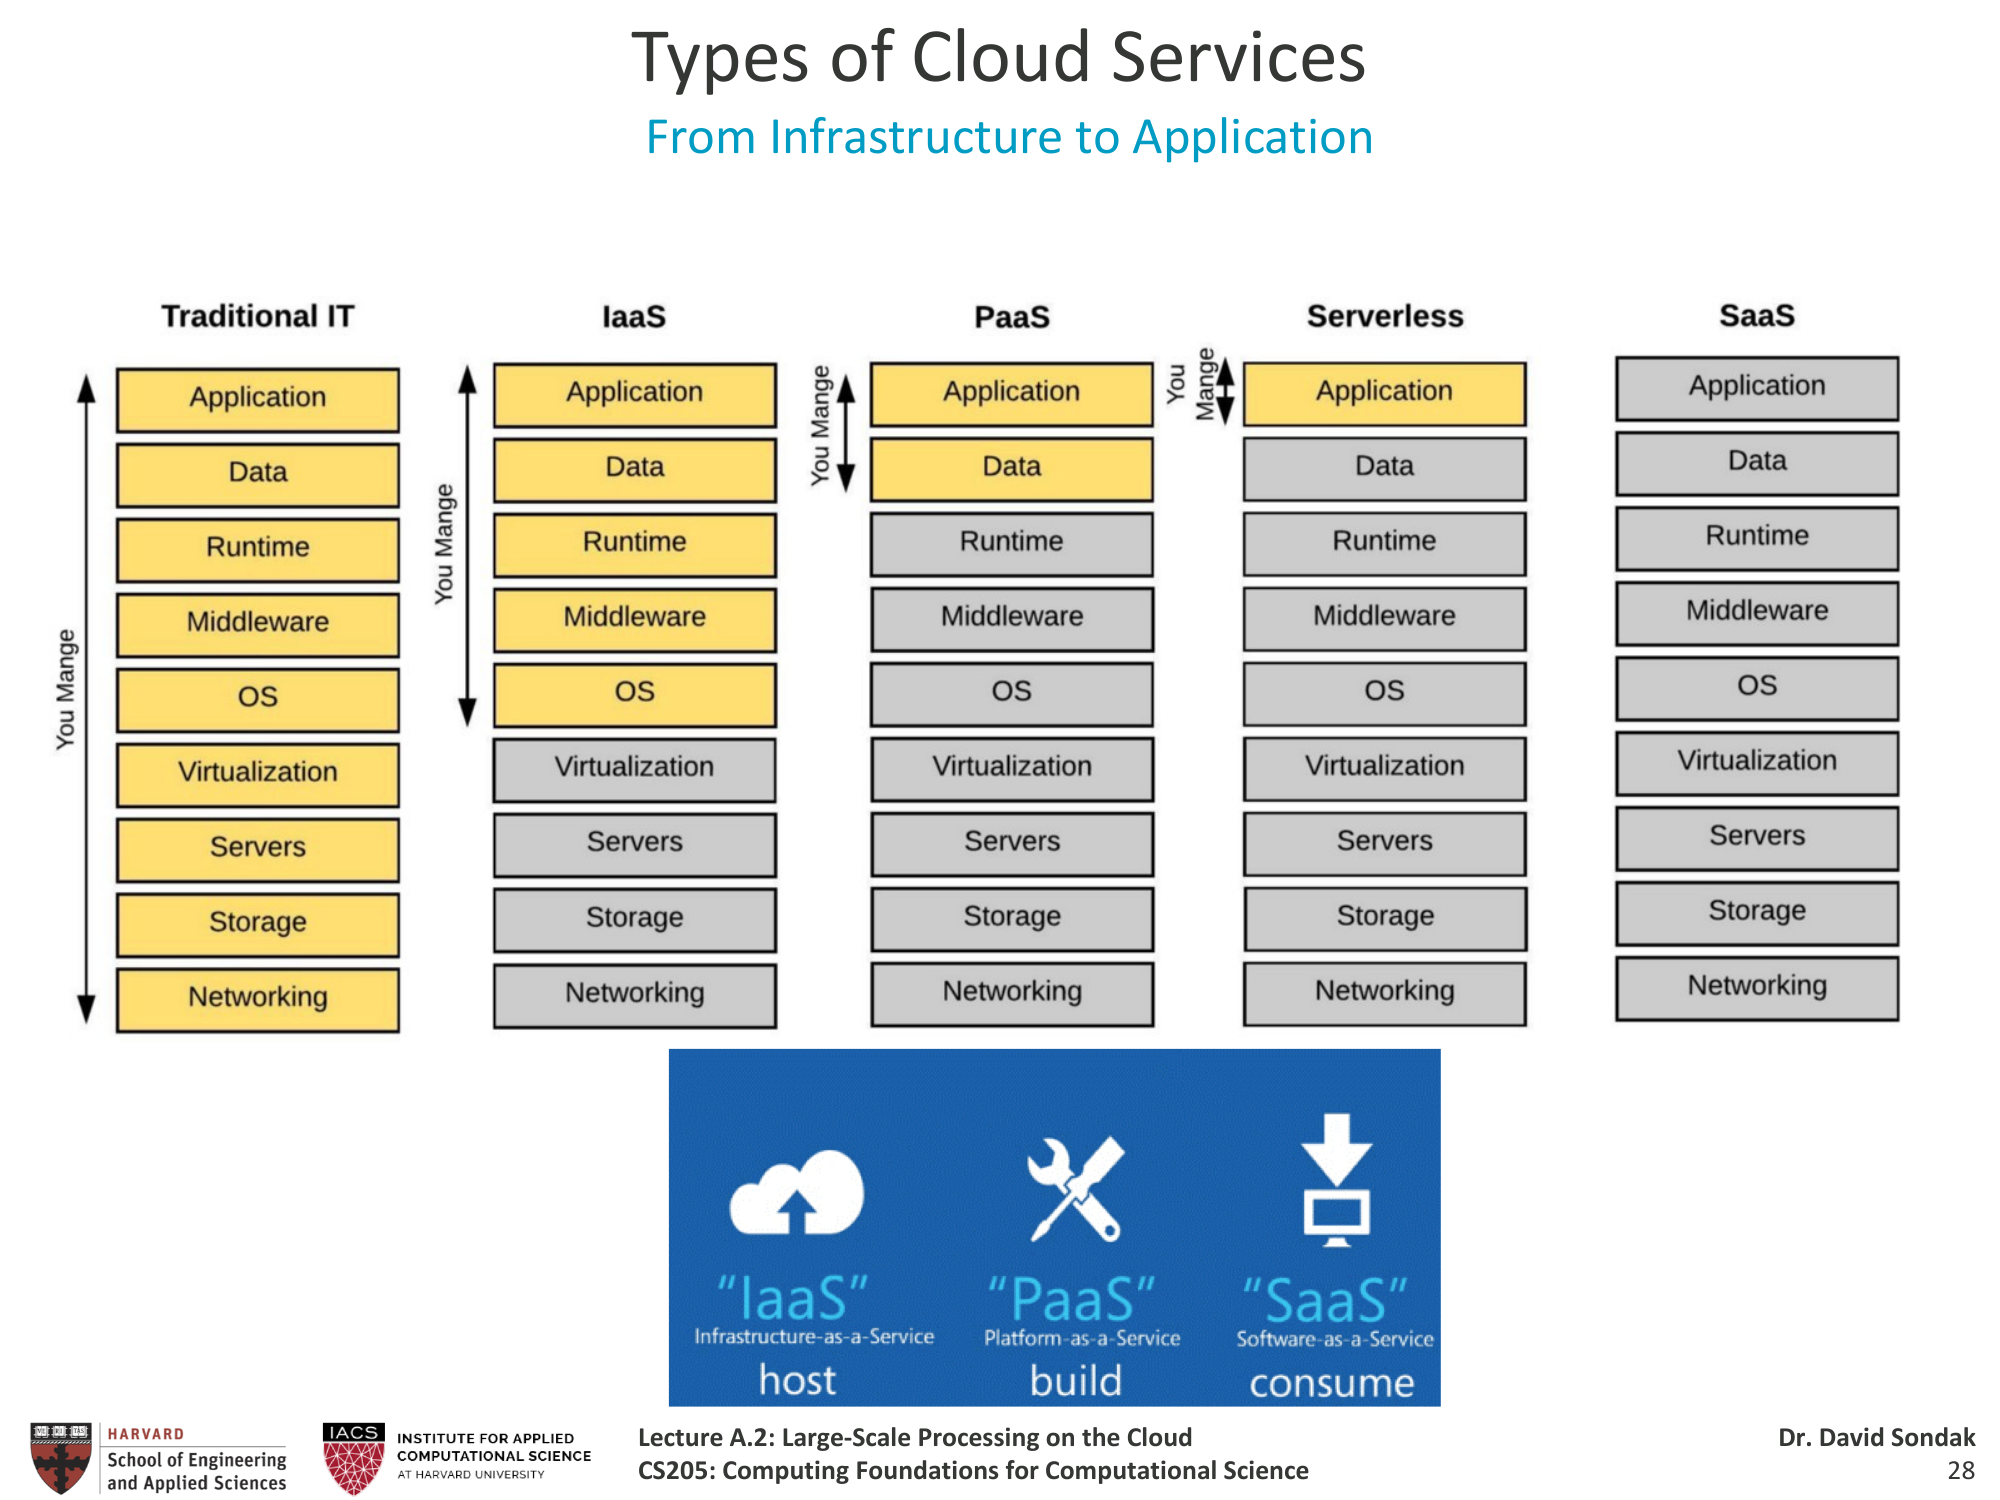 Types of Cloud Services
From Infrastructure to Application
Traditional IT
You Mange
Application
Data
Runtime
Middleware
OS
Virtualization
Servers
Storage
Networking
IaaS
You Mange
Application
Data
Runtime
Middleware
OS
Virtualization
Servers
Storage
Networking
PaaS
You Mange
Application
Data
Runtime
Middleware
OS
Virtualization
Servers
Storage
Networking
Serverless
You
Mange
Application
Data
Runtime
Middleware
OS
Virtualization
Servers
Storage
Networking
SaaS
Application
Data
Runtime
Middleware
OS
Virtualization
Servers
Storage
Networking
“IaaS”
Infrastructure-as-a-Service
host
“PaaS”
Platform-as-a-Service
build
“SaaS”
Software-as-a-Service
consume
HARVARD
School of Engineering
and Applied Sciences
IACS
INSTITUTE FOR APPLIED
COMPUTATIONAL SCIENCE
AT HARVARD UNIVERSITY
Lecture A.2: Large-Scale Processing on the Cloud
CS205: Computing Foundations for Computational Science
Dr. David Sondak
28